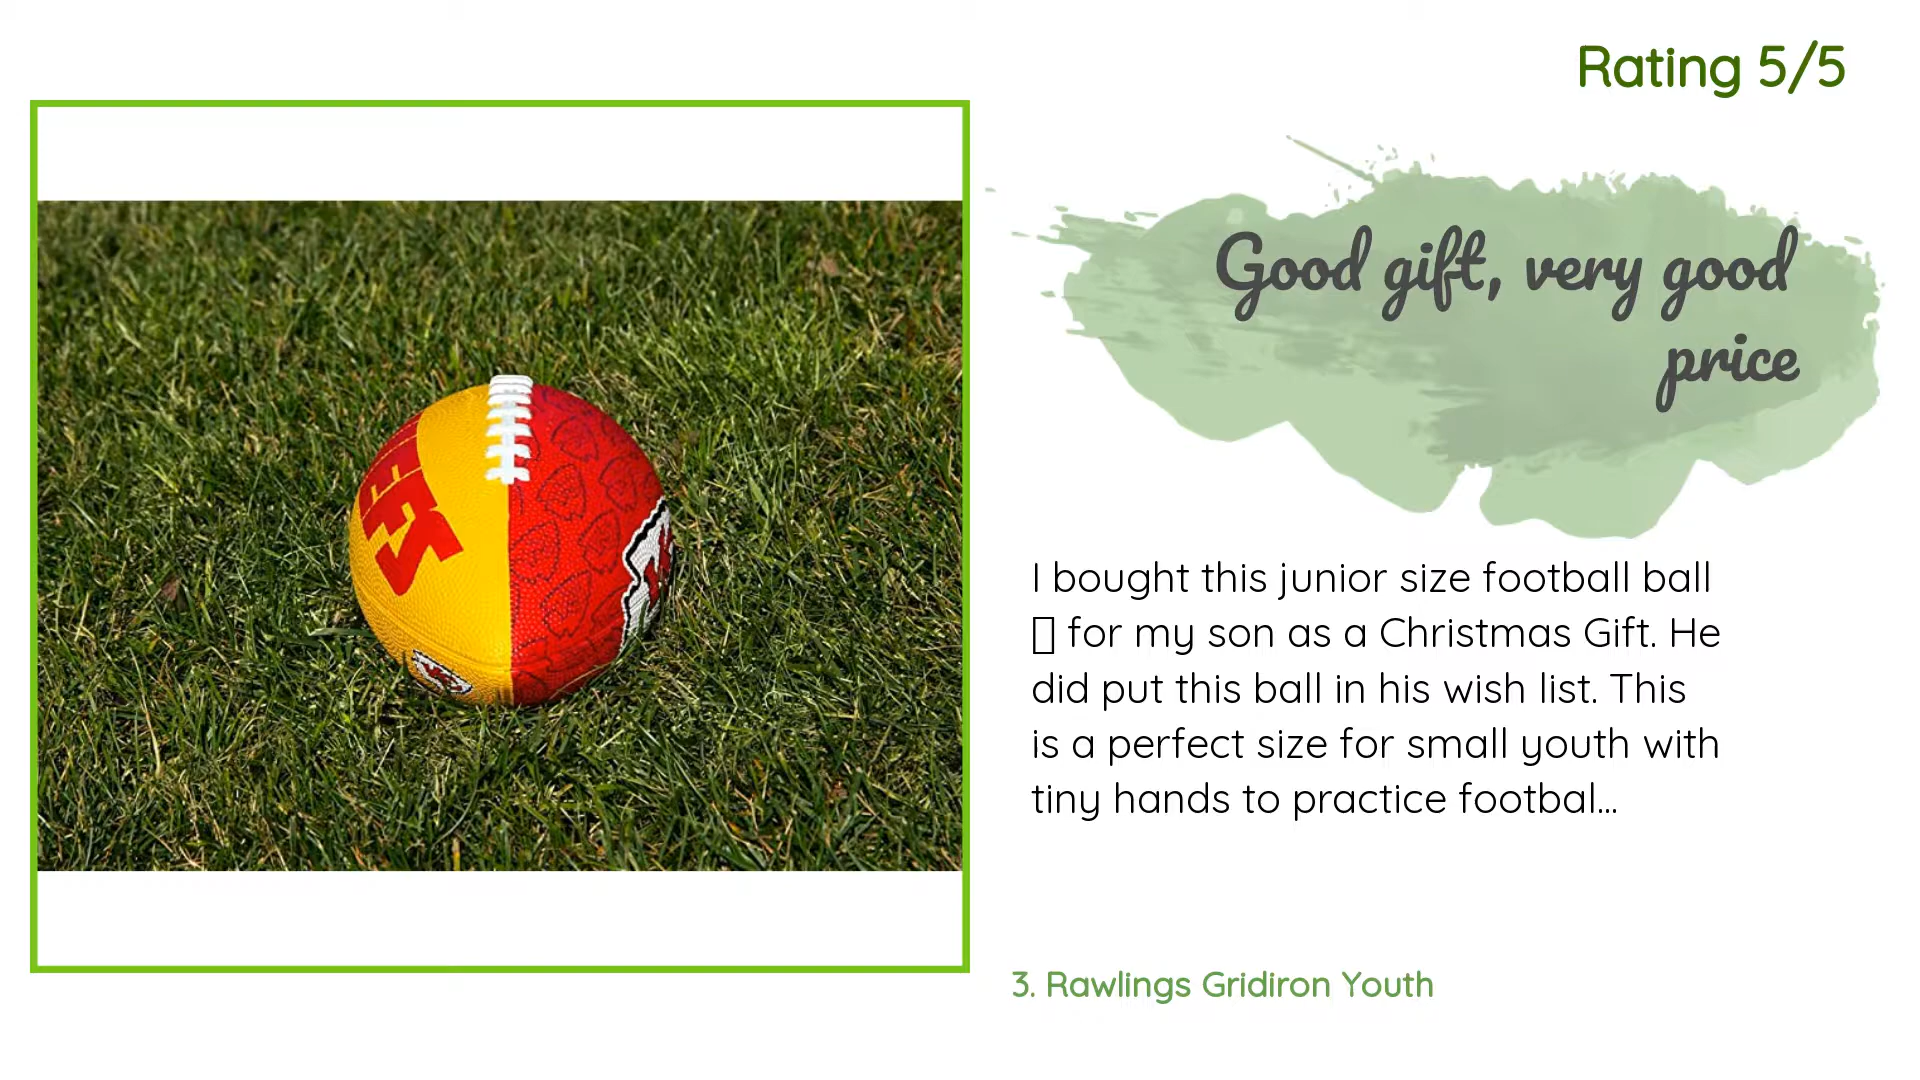 Rating 5/5
Good gift, very good
price
I bought this junior size football ball
▯ for my son as a Christmas Gift. He
did put this ball in his wish list. This
is a perfect size for small youth with
tiny hands to practice footbal...
3. Rawlings Gridiron Youth